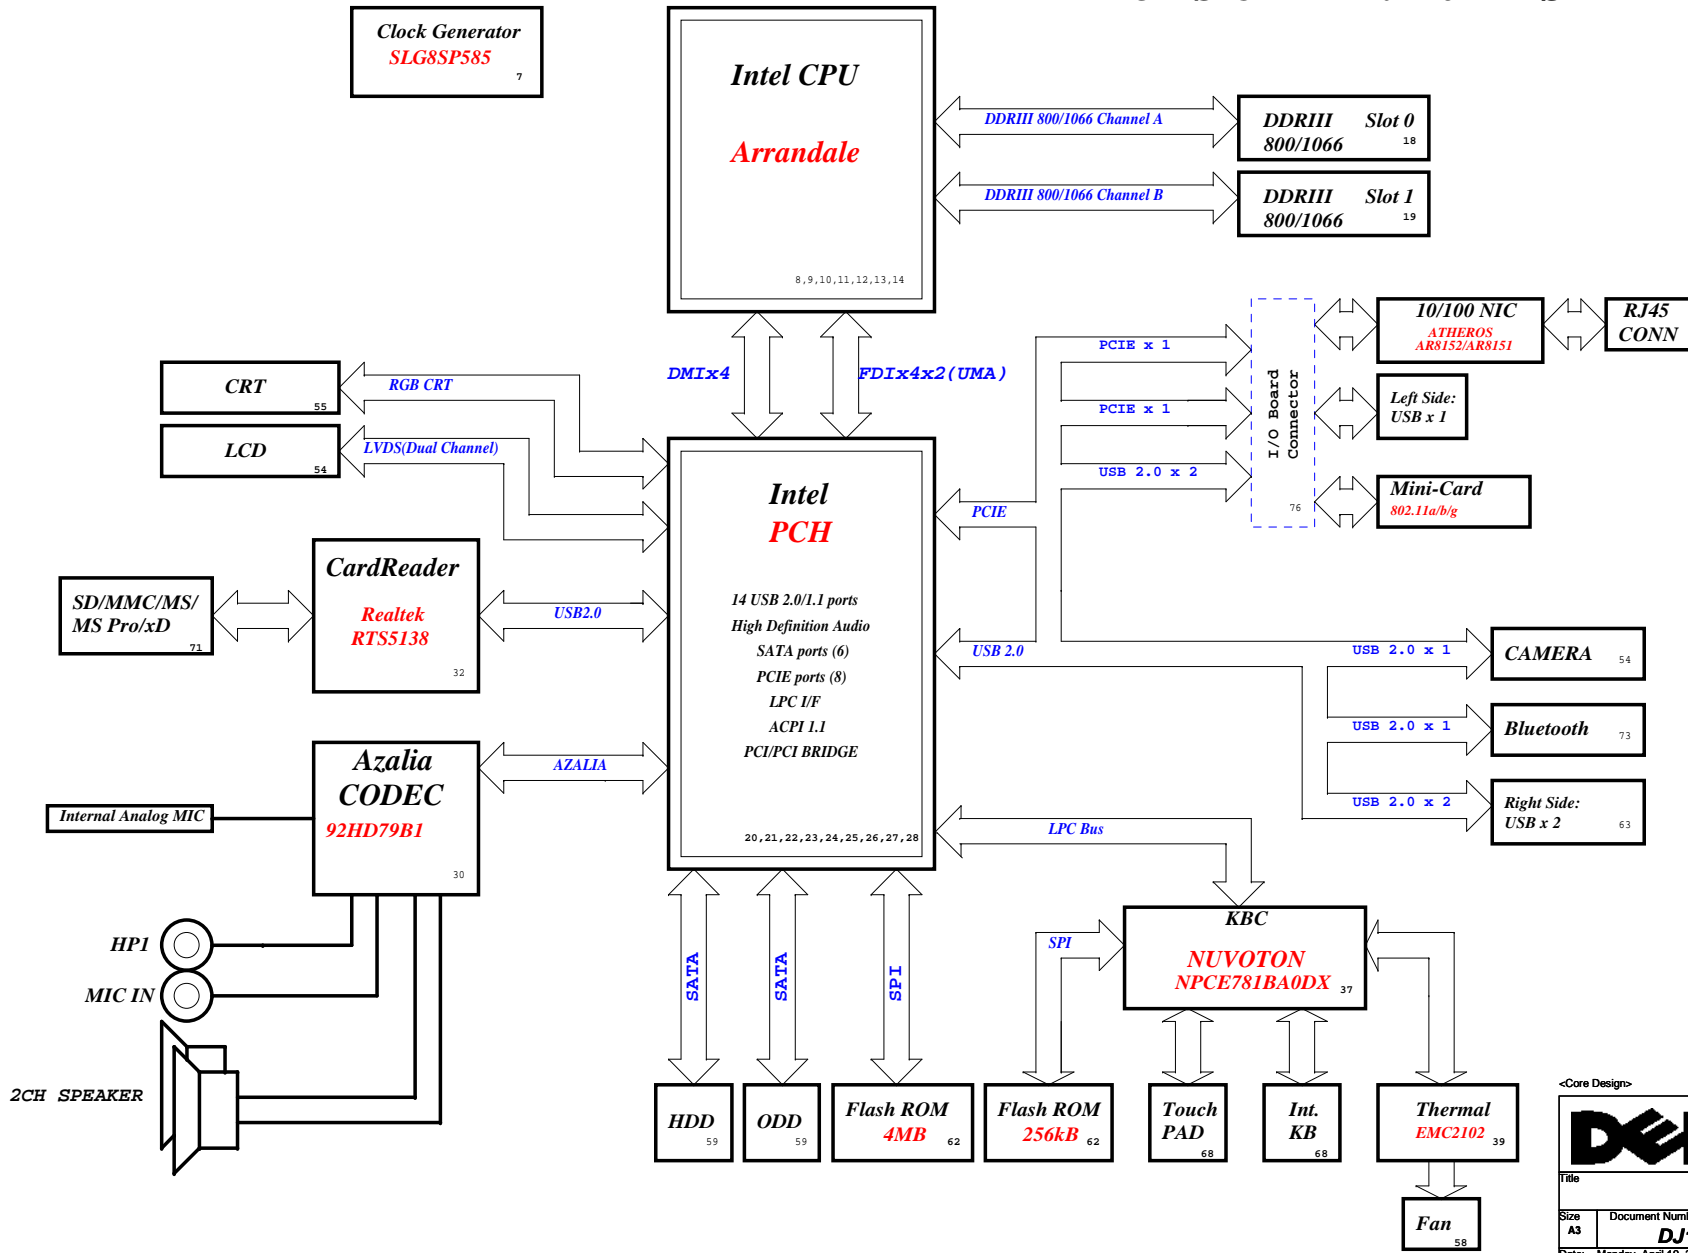 Clock Generator
SLG8SP585
7
Intel CPU
Arrandale
8,9,10,11,12,13,14
DDRIII 800/1066 Channel A
DDRIII Slot 0
800/1066
18
DDRIII 800/1066 Channel B
DDRIII Slot 1
800/1066
19
DMIx4
FDIx4x2(UMA)
CRT
55
RGB CRT
LCD
54
LVDS(Dual Channel)
PCIE x 1
PCIE x 1
USB 2.0 x 2
I/O Board
Connector
76
10/100 NIC
ATHEROS
AR8152/AR8151
RJ45
CONN
Left Side:
USB x 1
Mini-Card
802.11a/b/g
Intel
PCH
14 USB 2.0/1.1 ports
High Definition Audio
SATA ports (6)
PCIE ports (8)
LPC I/F
ACPI 1.1
PCI/PCI BRIDGE
20,21,22,23,24,25,26,27,28
PCIE
USB 2.0
SD/MMC/MS/
MS Pro/xD
71
CardReader
Realtek
RTS5138
32
USB2.0
USB 2.0 x 1
CAMERA
54
USB 2.0 x 1
Bluetooth
73
USB 2.0 x 2
Right Side:
USB x 2
63
Azalia
CODEC
92HD79B1
30
AZALIA
Internal Analog MIC
HP1
MIC IN
2CH SPEAKER
LPC Bus
KBC
NUVOTON
NPCE781BA0DX
37
SPI
SATA
SATA
SPI
HDD
59
ODD
59
Flash ROM
4MB
62
Flash ROM
256kB
62
Touch
PAD
68
Int.
KB
68
Thermal
EMC2102
39
Fan
58
<Core Design>
Title
Size
A3